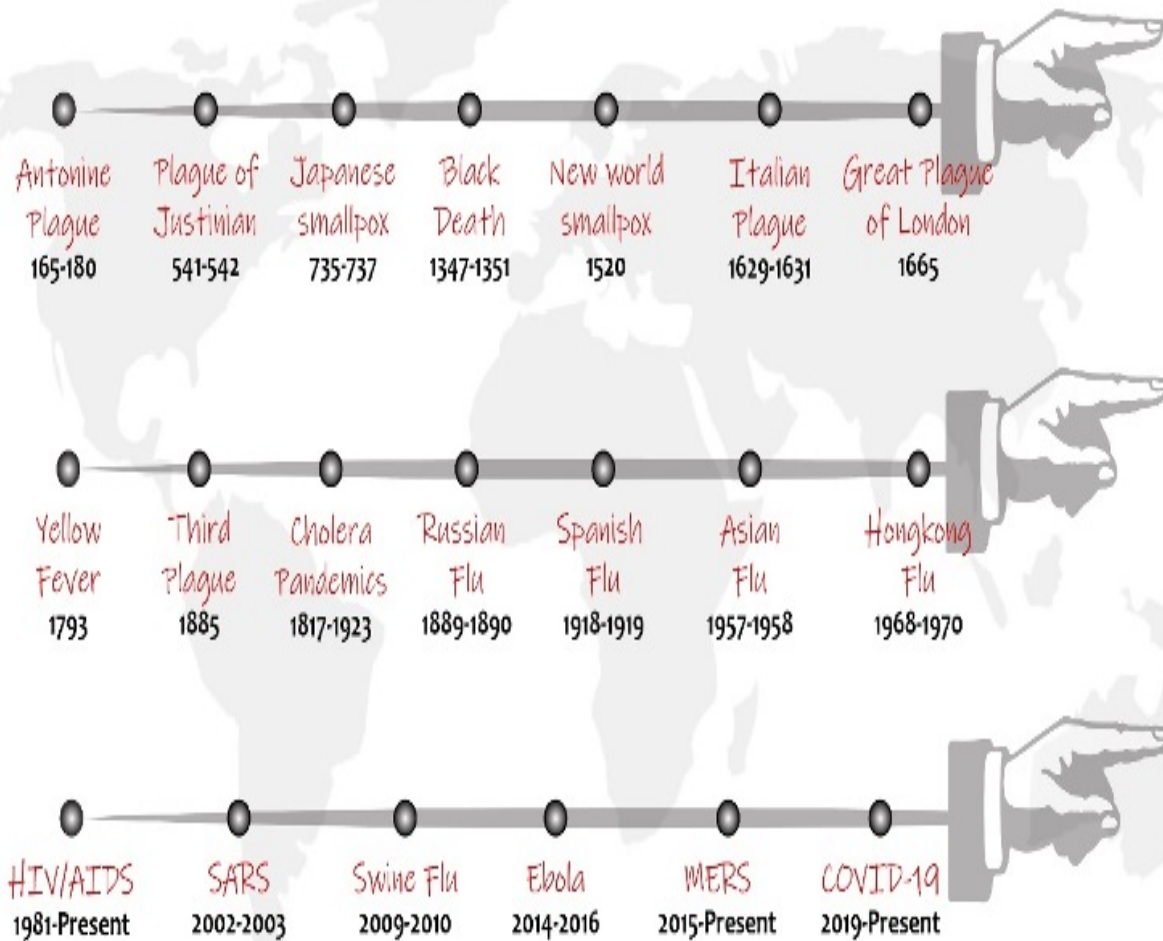 Antonine Plague of Japanese Black New world Italian Great Plague
Plague Justinian smallpox Death smallpox Plague of London
165-180 541-542 735-737 1347-1351 1520 1629-1631 1665
Yellow Third Cholera Russian Spanish Asian Hongkong
Fever Plague Pandemics Flu Flu Flu Flu
1793 1885 1817-1923 1889-1890 1918-1919 1957-1958 1968-1970
HIV/AIDS SARS Swine Flu Ebola MERS COVID-19
1981-Present 2002-2003 2009-2010 2014-2016 2015-Present 2019-Present